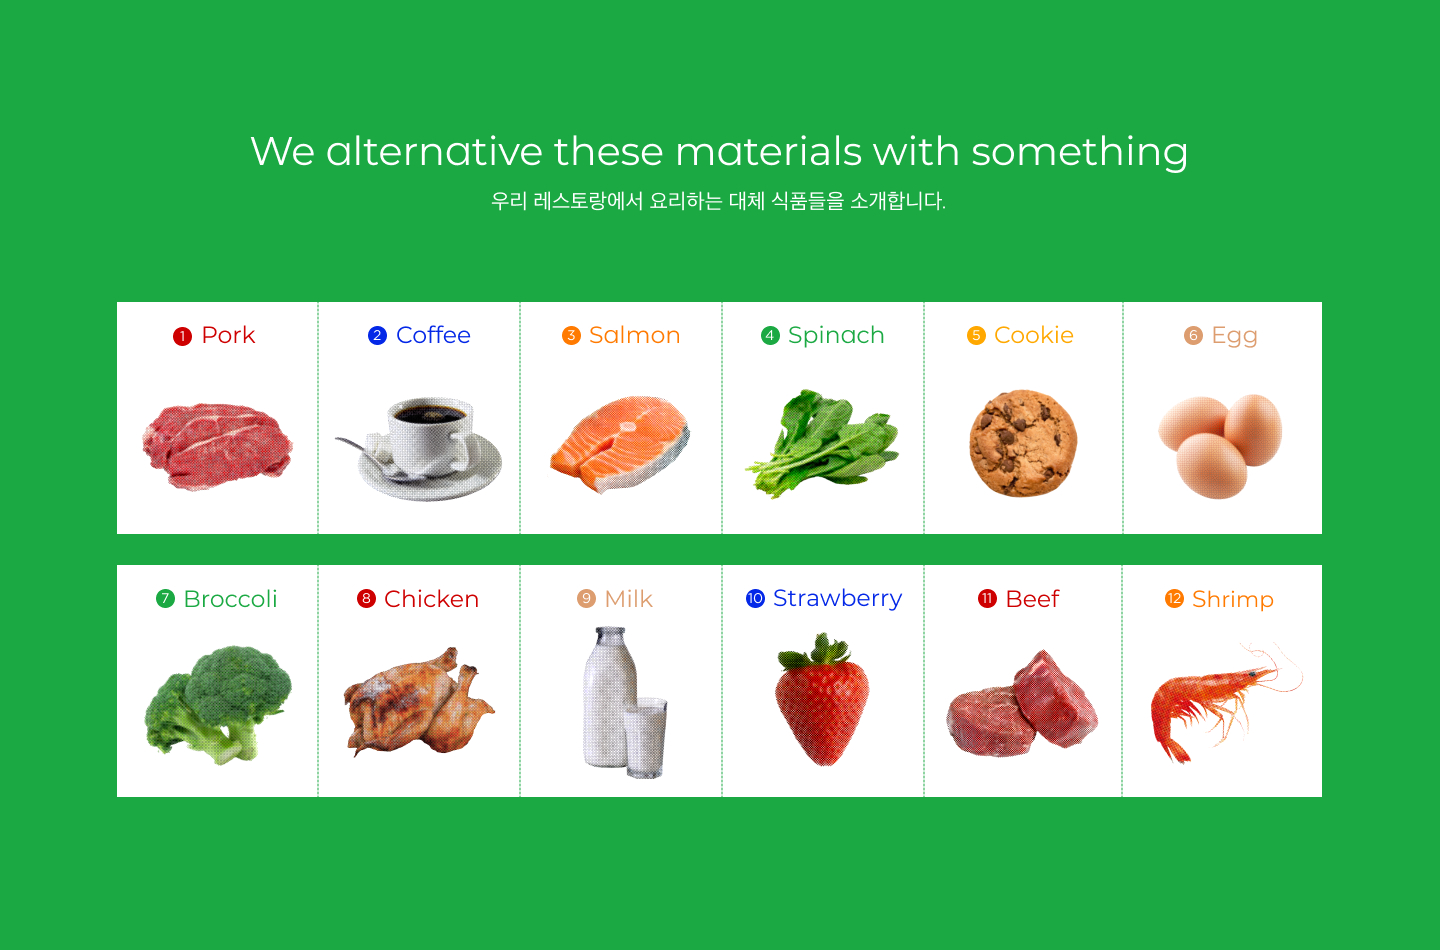 We alternative these materials with something
우리 레스토랑에서 요리하는 대체 식품들을 소개합니다.
1 Pork
2 Coffee
3 Salmon
4 Spinach
5 Cookie
6 Egg
7 Broccoli
8 Chicken
9 Milk
10 Strawberry
11 Beef
12 Shrimp